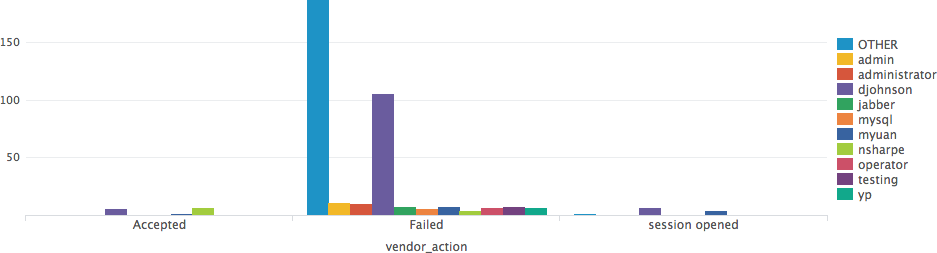 150
100
50
Accepted
Failed
session opened
vendor_action
OTHER
admin
administrator
djohnson
jabber
mysql
myuan
nsharpe
operator
testing
yp